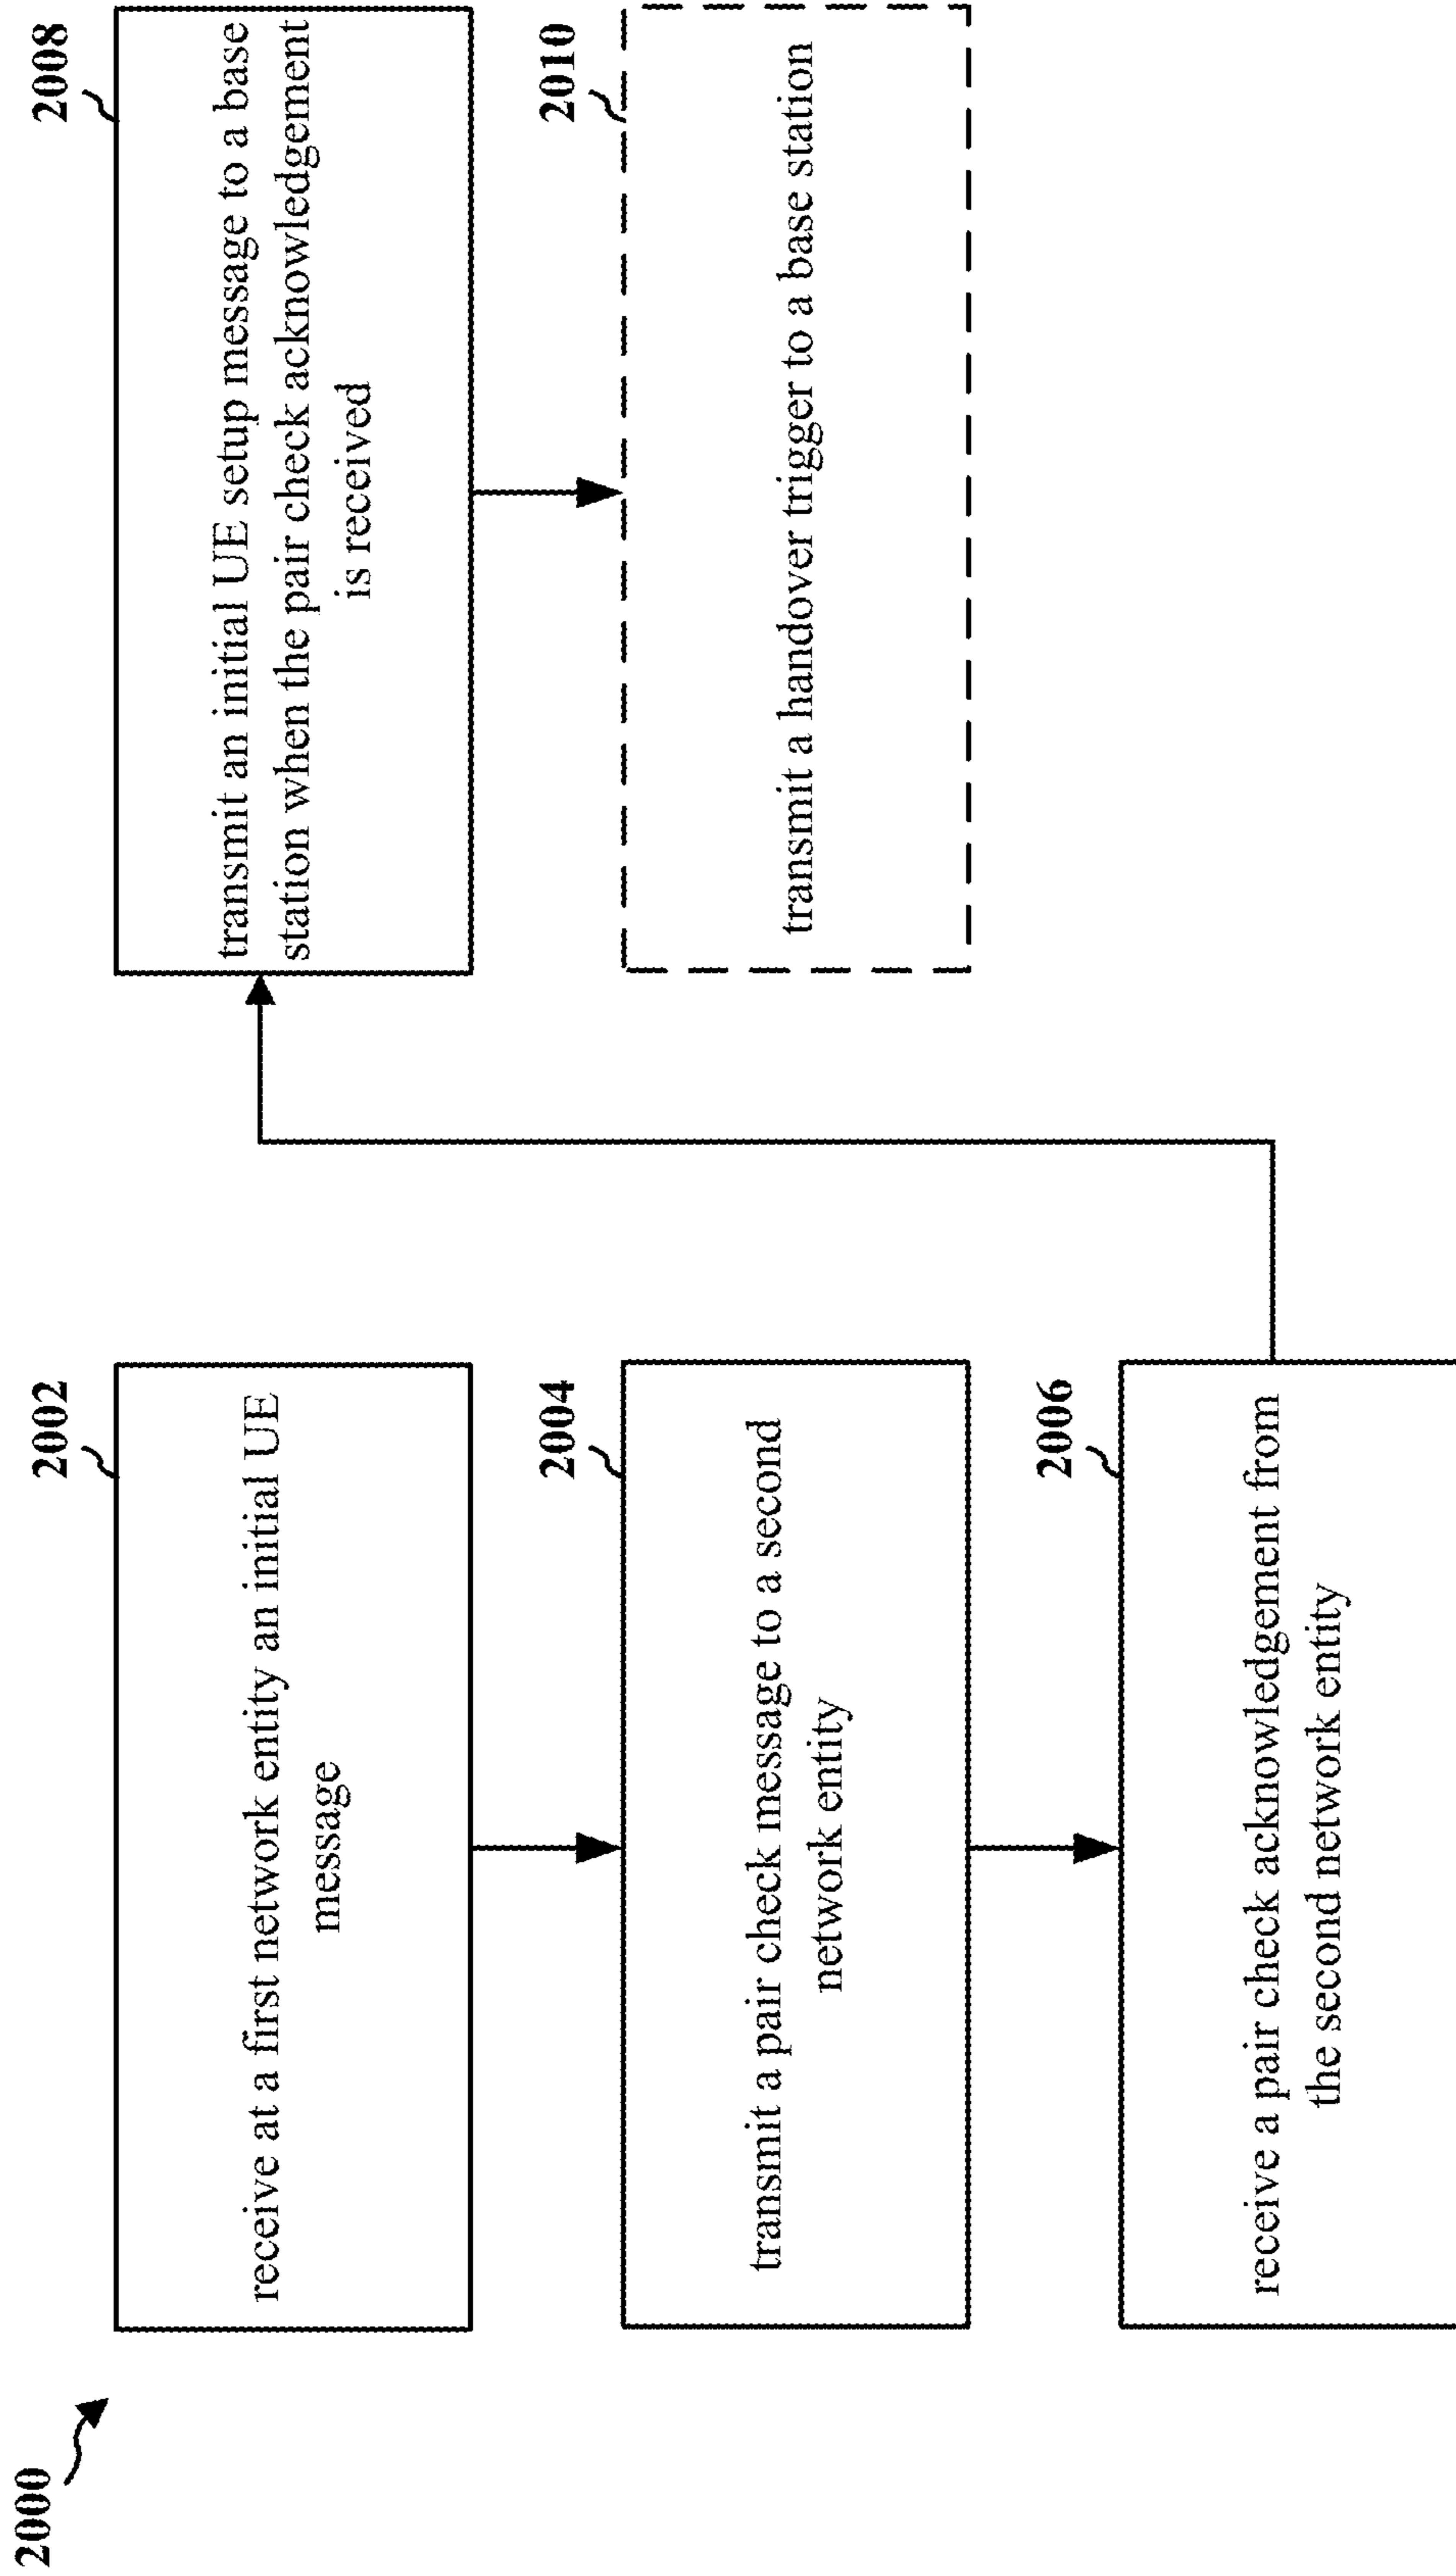 2000
2002
receive at a first network entity an initial UE
message
2004
transmit a pair check message to a second
network entity
2006
receive a pair check acknowledgement from
the second network entity
2008
transmit an initial UE setup message to a base
station when the pair check acknowledgement
is received
2010
transmit a handover trigger to a base station